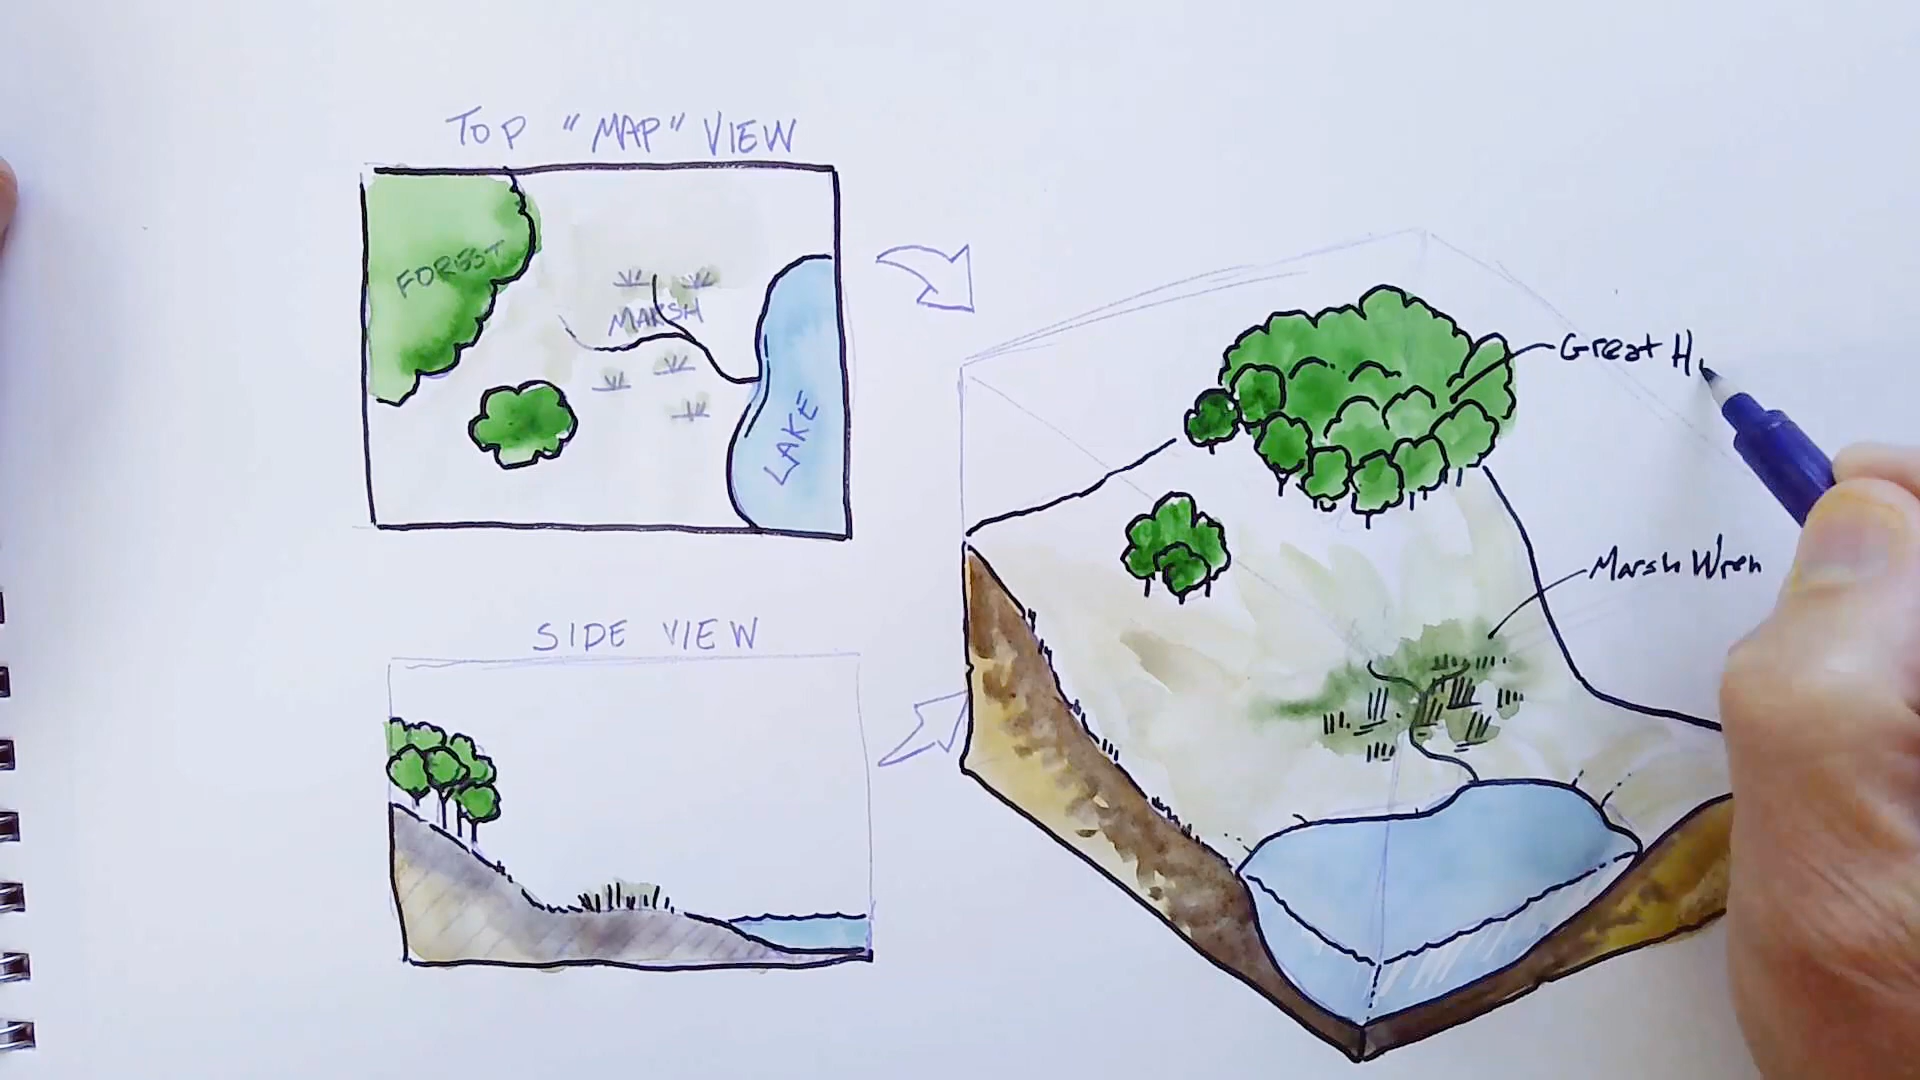 TOP "MAP" VIEW
FOREST
MARSH
LAKE
SIDE VIEW
Great H
Marsh Wren